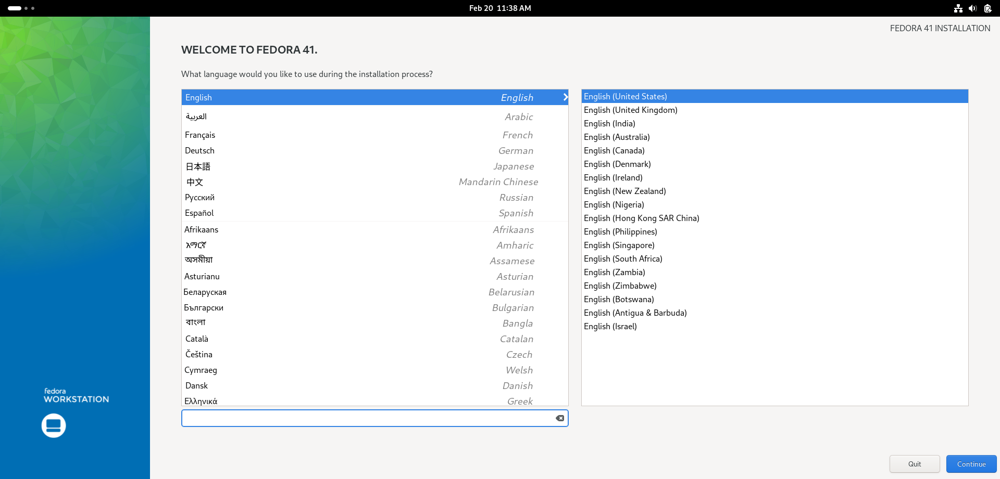 Feb 20 11:38 AM
FEDORA 41 INSTALLATION
WELCOME TO FEDORA 41.
What language would you like to use during the installation process?
English English
العربية Arabic
Français French
Deutsch German
日本語 Japanese
中文 Mandarin Chinese
Русский Russian
Español Spanish
Afrikaans Afrikaans
አማርኛ Amharic
অসমীয়া Assamese
Asturianu Asturian
Беларуская Belarusian
Български Bulgarian
বাংলা Bangla
Català Catalan
Čeština Czech
Cymraeg Welsh
Dansk Danish
Ελληνικά Greek
English (United States)
English (United Kingdom)
English (India)
English (Australia)
English (Canada)
English (Denmark)
English (Ireland)
English (New Zealand)
English (Nigeria)
English (Hong Kong SAR China)
English (Philippines)
English (Singapore)
English (South Africa)
English (Zambia)
English (Zimbabwe)
English (Botswana)
English (Antigua & Barbuda)
English (Israel)
fedora
WORKSTATION
Quit
Continue